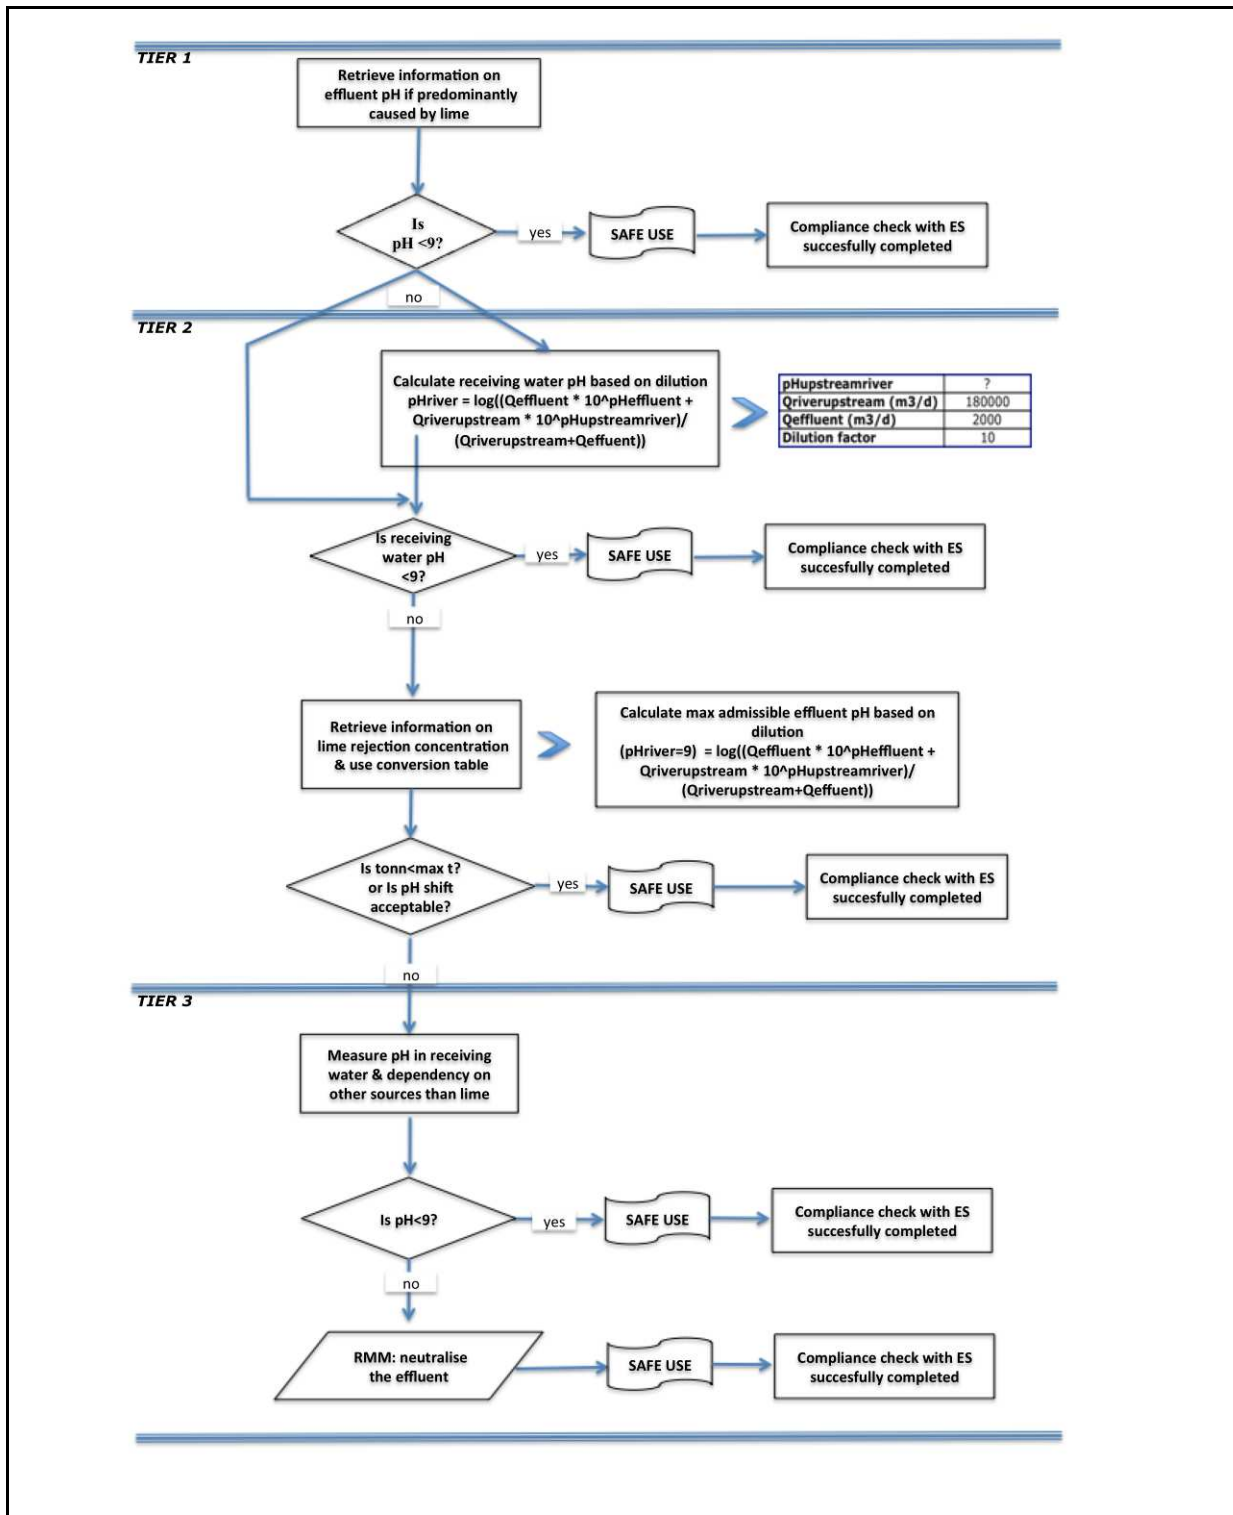 TIER 1
Retrieve information on
effluent pH if predominantly
caused by lime
Is
pH <9?
yes
SAFE USE
Compliance check with ES
succesfully completed
no
TIER 2
Calculate receiving water pH based on dilution
pHriver = log((Qeffluent * 10^pHeffluent +
Qriverupstream * 10^pHupstreamriver)/
(Qriverupstream+Qeffuent))
pHupstreamriver ?
Qriverupstream (m3/d) 180000
Qeffluent (m3/d) 2000
Dilution factor 10
Is receiving
water pH
<9?
yes
SAFE USE
Compliance check with ES
succesfully completed
no
Retrieve information on
lime rejection concentration
& use conversion table
Calculate max admissible effluent pH based on
dilution
(pHriver=9) = log((Qeffluent * 10^pHeffluent +
Qriverupstream * 10^pHupstreamriver)/
(Qriverupstream+Qeffuent))
Is tonn<max t?
or Is pH shift
acceptable?
yes
SAFE USE
Compliance check with ES
succesfully completed
no
TIER 3
Measure pH in receiving
water & dependency on
other sources than lime
Is pH<9?
yes
SAFE USE
Compliance check with ES
succesfully completed
no
RMM: neutralise
the effluent
SAFE USE
Compliance check with ES
succesfully completed